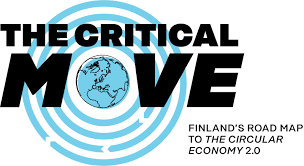 THE CRITICAL
MOVE
FINLAND'S ROAD MAP
TO THE CIRCULAR
ECONOMY 2.0